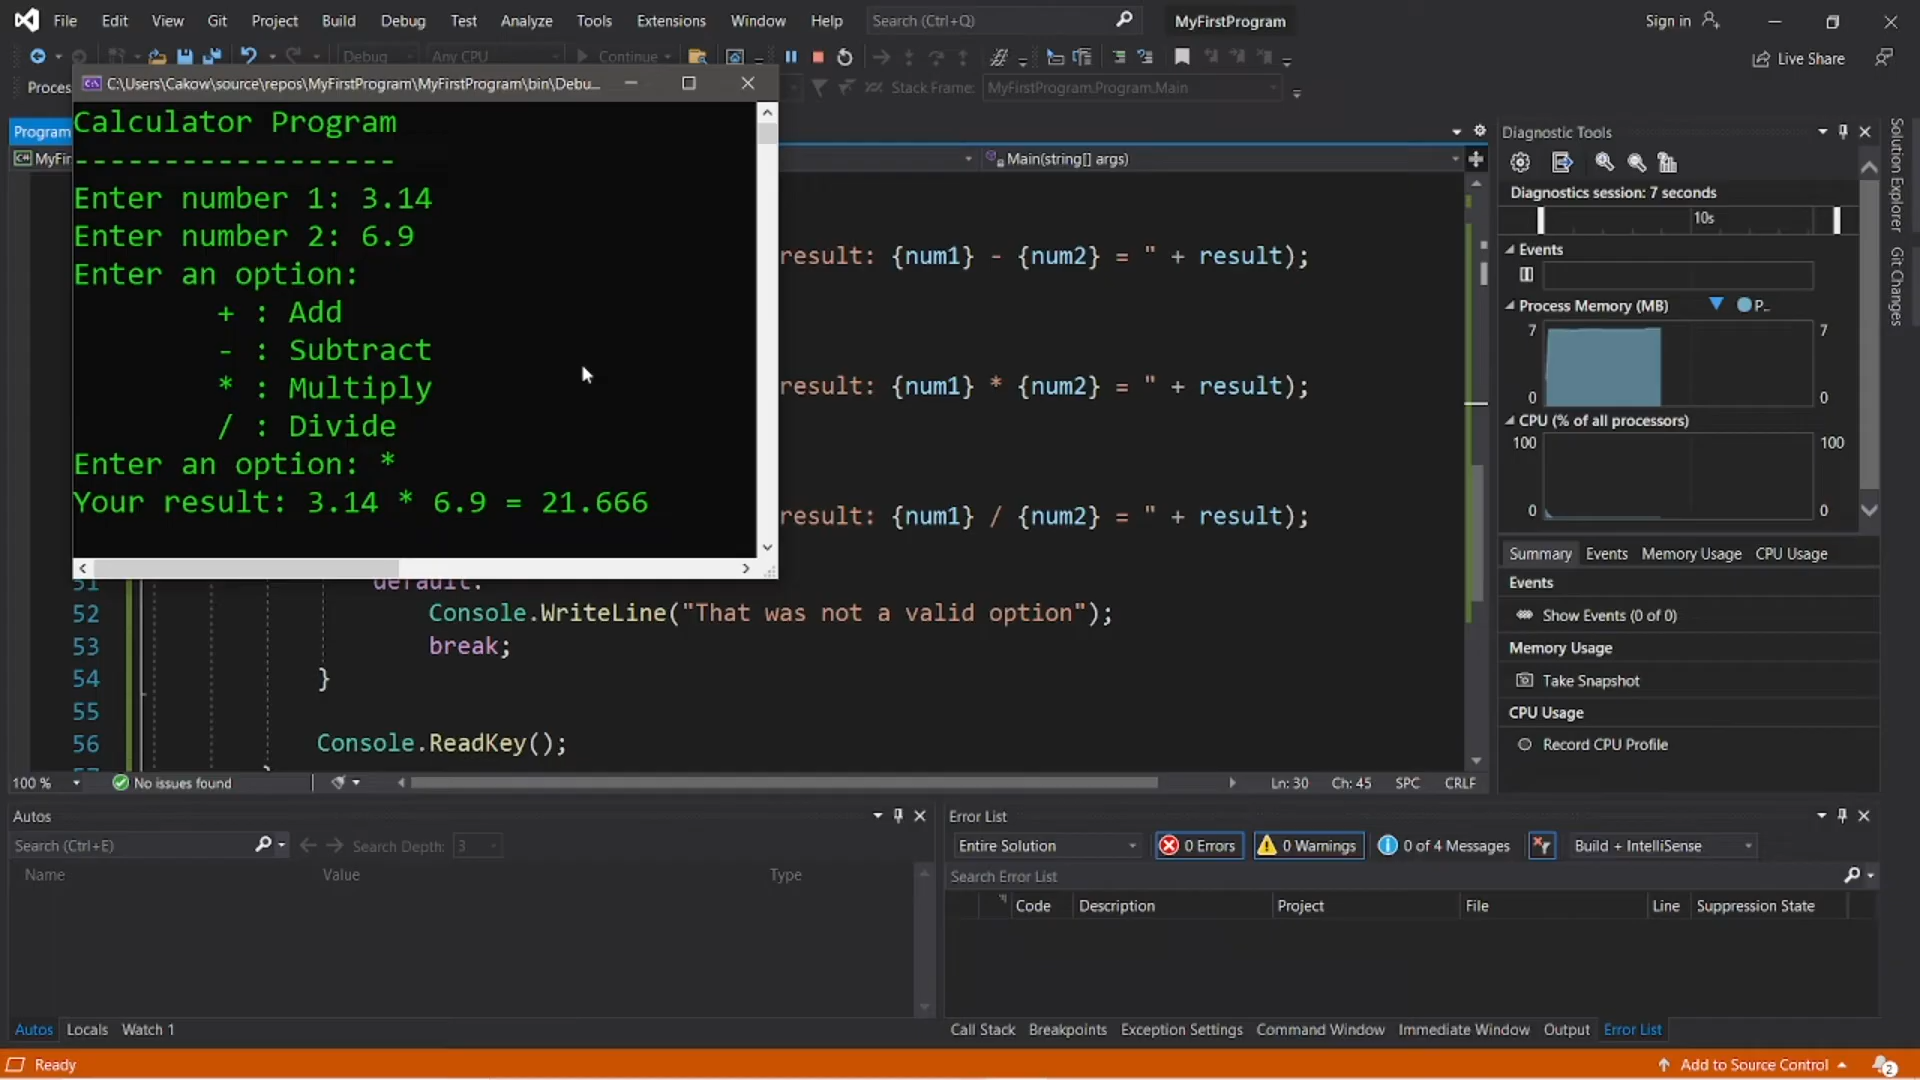 File Edit View Git Project Build Debug Test Analyze Tools Extensions Window Help Search (Ctrl+Q) MyFirstProgram Sign in
Debug Any CPU Continue Live Share
Proces Stack Frame: MyFirstProgram.Program.Main
C:\Users\Cakow\source\repos\MyFirstProgram\MyFirstProgram\bin\Debu...
Calculator Program
------------------
Enter number 1: 3.14
Enter number 2: 6.9
Enter an option:
+ : Add
- : Subtract
* : Multiply
/ : Divide
Enter an option: *
Your result: 3.14 * 6.9 = 21.666
Program
MyFir Main(string[] args)
result: {num1} - {num2} = " + result);
result: {num1} * {num2} = " + result);
result: {num1} / {num2} = " + result);
51 default:
52 Console.WriteLine("That was not a valid option");
53 break;
54 }
55
56 Console.ReadKey();
57 }
100 % No issues found Ln: 30 Ch: 45 SPC CRLF
Diagnostic Tools
Diagnostics session: 7 seconds
10s
Events
Process Memory (MB) P...
7 7
0 0
CPU (% of all processors)
100 100
0 0
Summary Events Memory Usage CPU Usage
Events
Show Events (0 of 0)
Memory Usage
Take Snapshot
CPU Usage
Record CPU Profile
Solution Explorer
Git Changes
Autos
Search (Ctrl+E) Search Depth: 3
Name Value Type
Autos Locals Watch 1
Error List
Entire Solution 0 Errors 0 Warnings 0 of 4 Messages Build + IntelliSense
Search Error List
Code Description Project File Line Suppression State
Call Stack Breakpoints Exception Settings Command Window Immediate Window Output Error List
Ready Add to Source Control 2